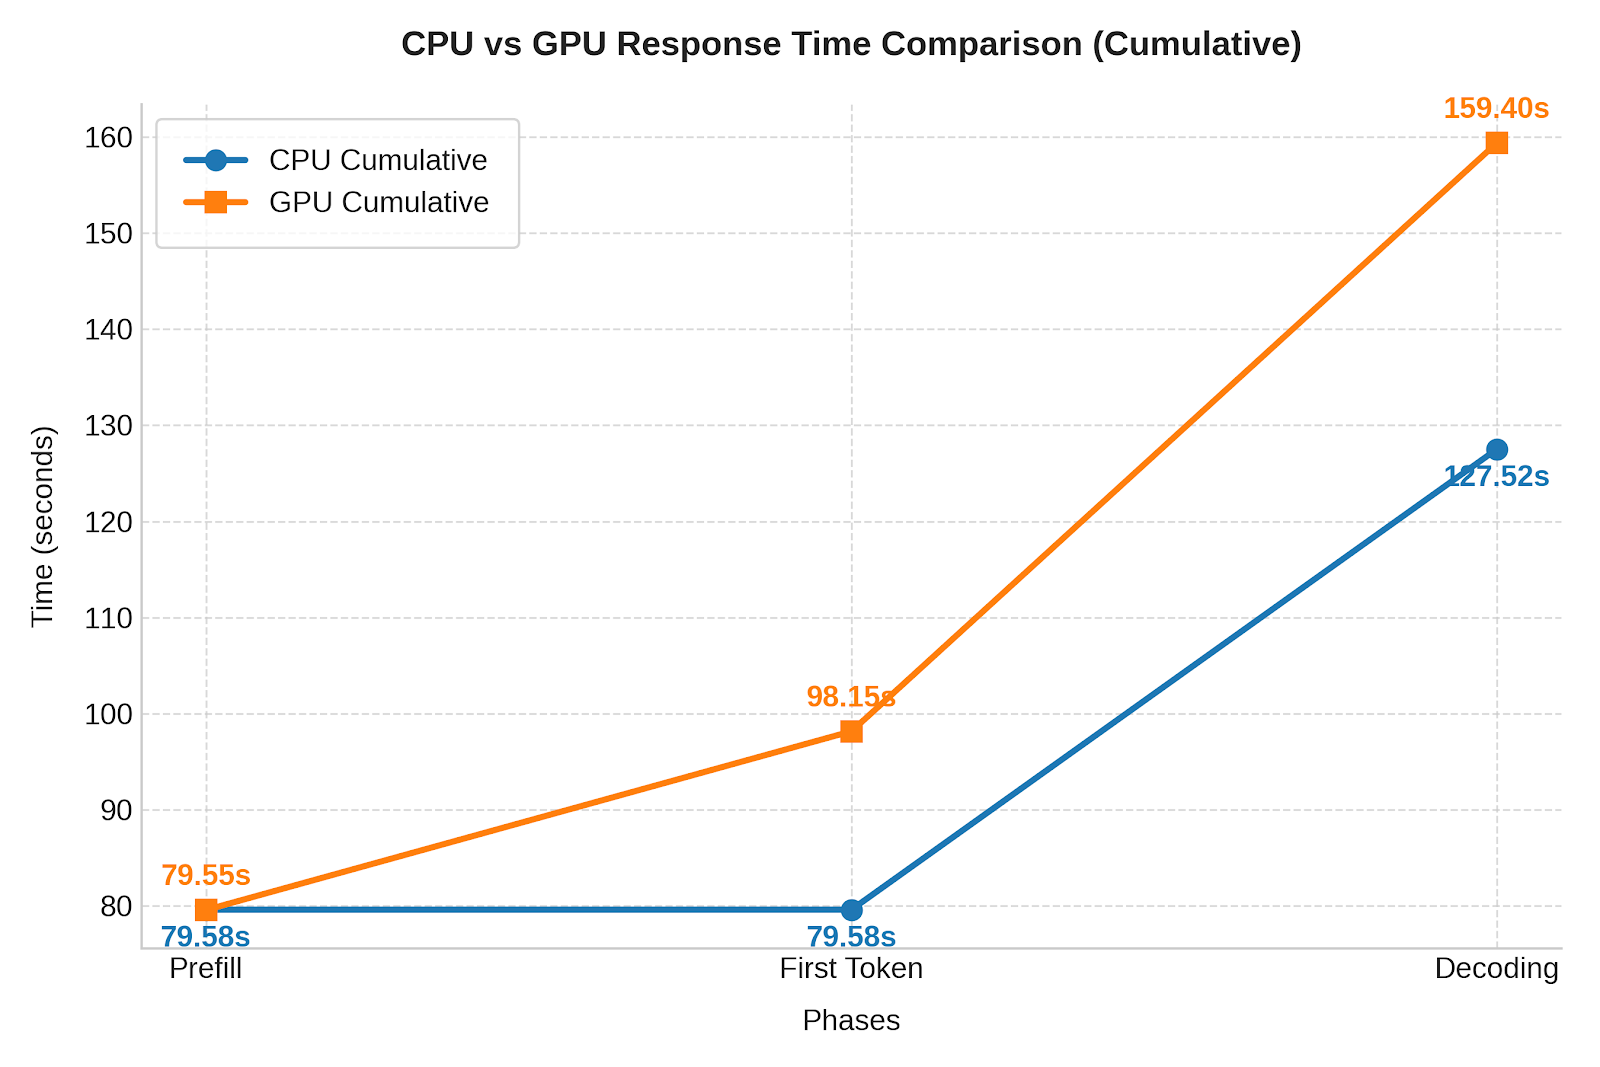 CPU vs GPU Response Time Comparison (Cumulative)
159.40s
160
CPU Cumulative
GPU Cumulative
150
140
130
127.52s
120
110
100
98.15s
90
80
79.55s
79.58s
79.58s
Time (seconds)
Prefill
First Token
Decoding
Phases